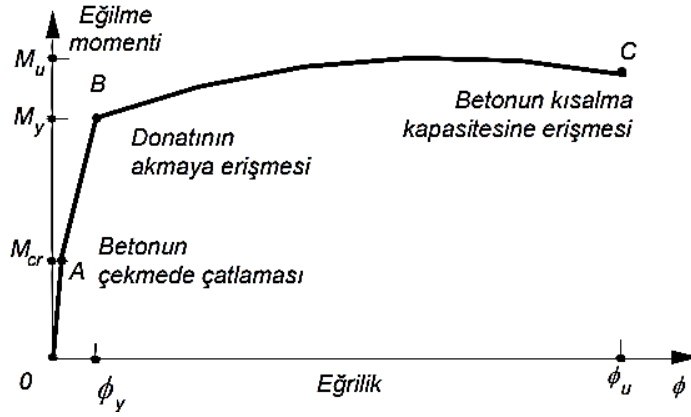 Eğilme
momenti
M_u
C
B
Betonun kısalma
kapasitesine erişmesi
M_y
Donatının
akmaya erişmesi
M_cr
A
Betonun
çekmede çatlaması
0
ϕ_y
Eğrilik
ϕ_u
ϕ